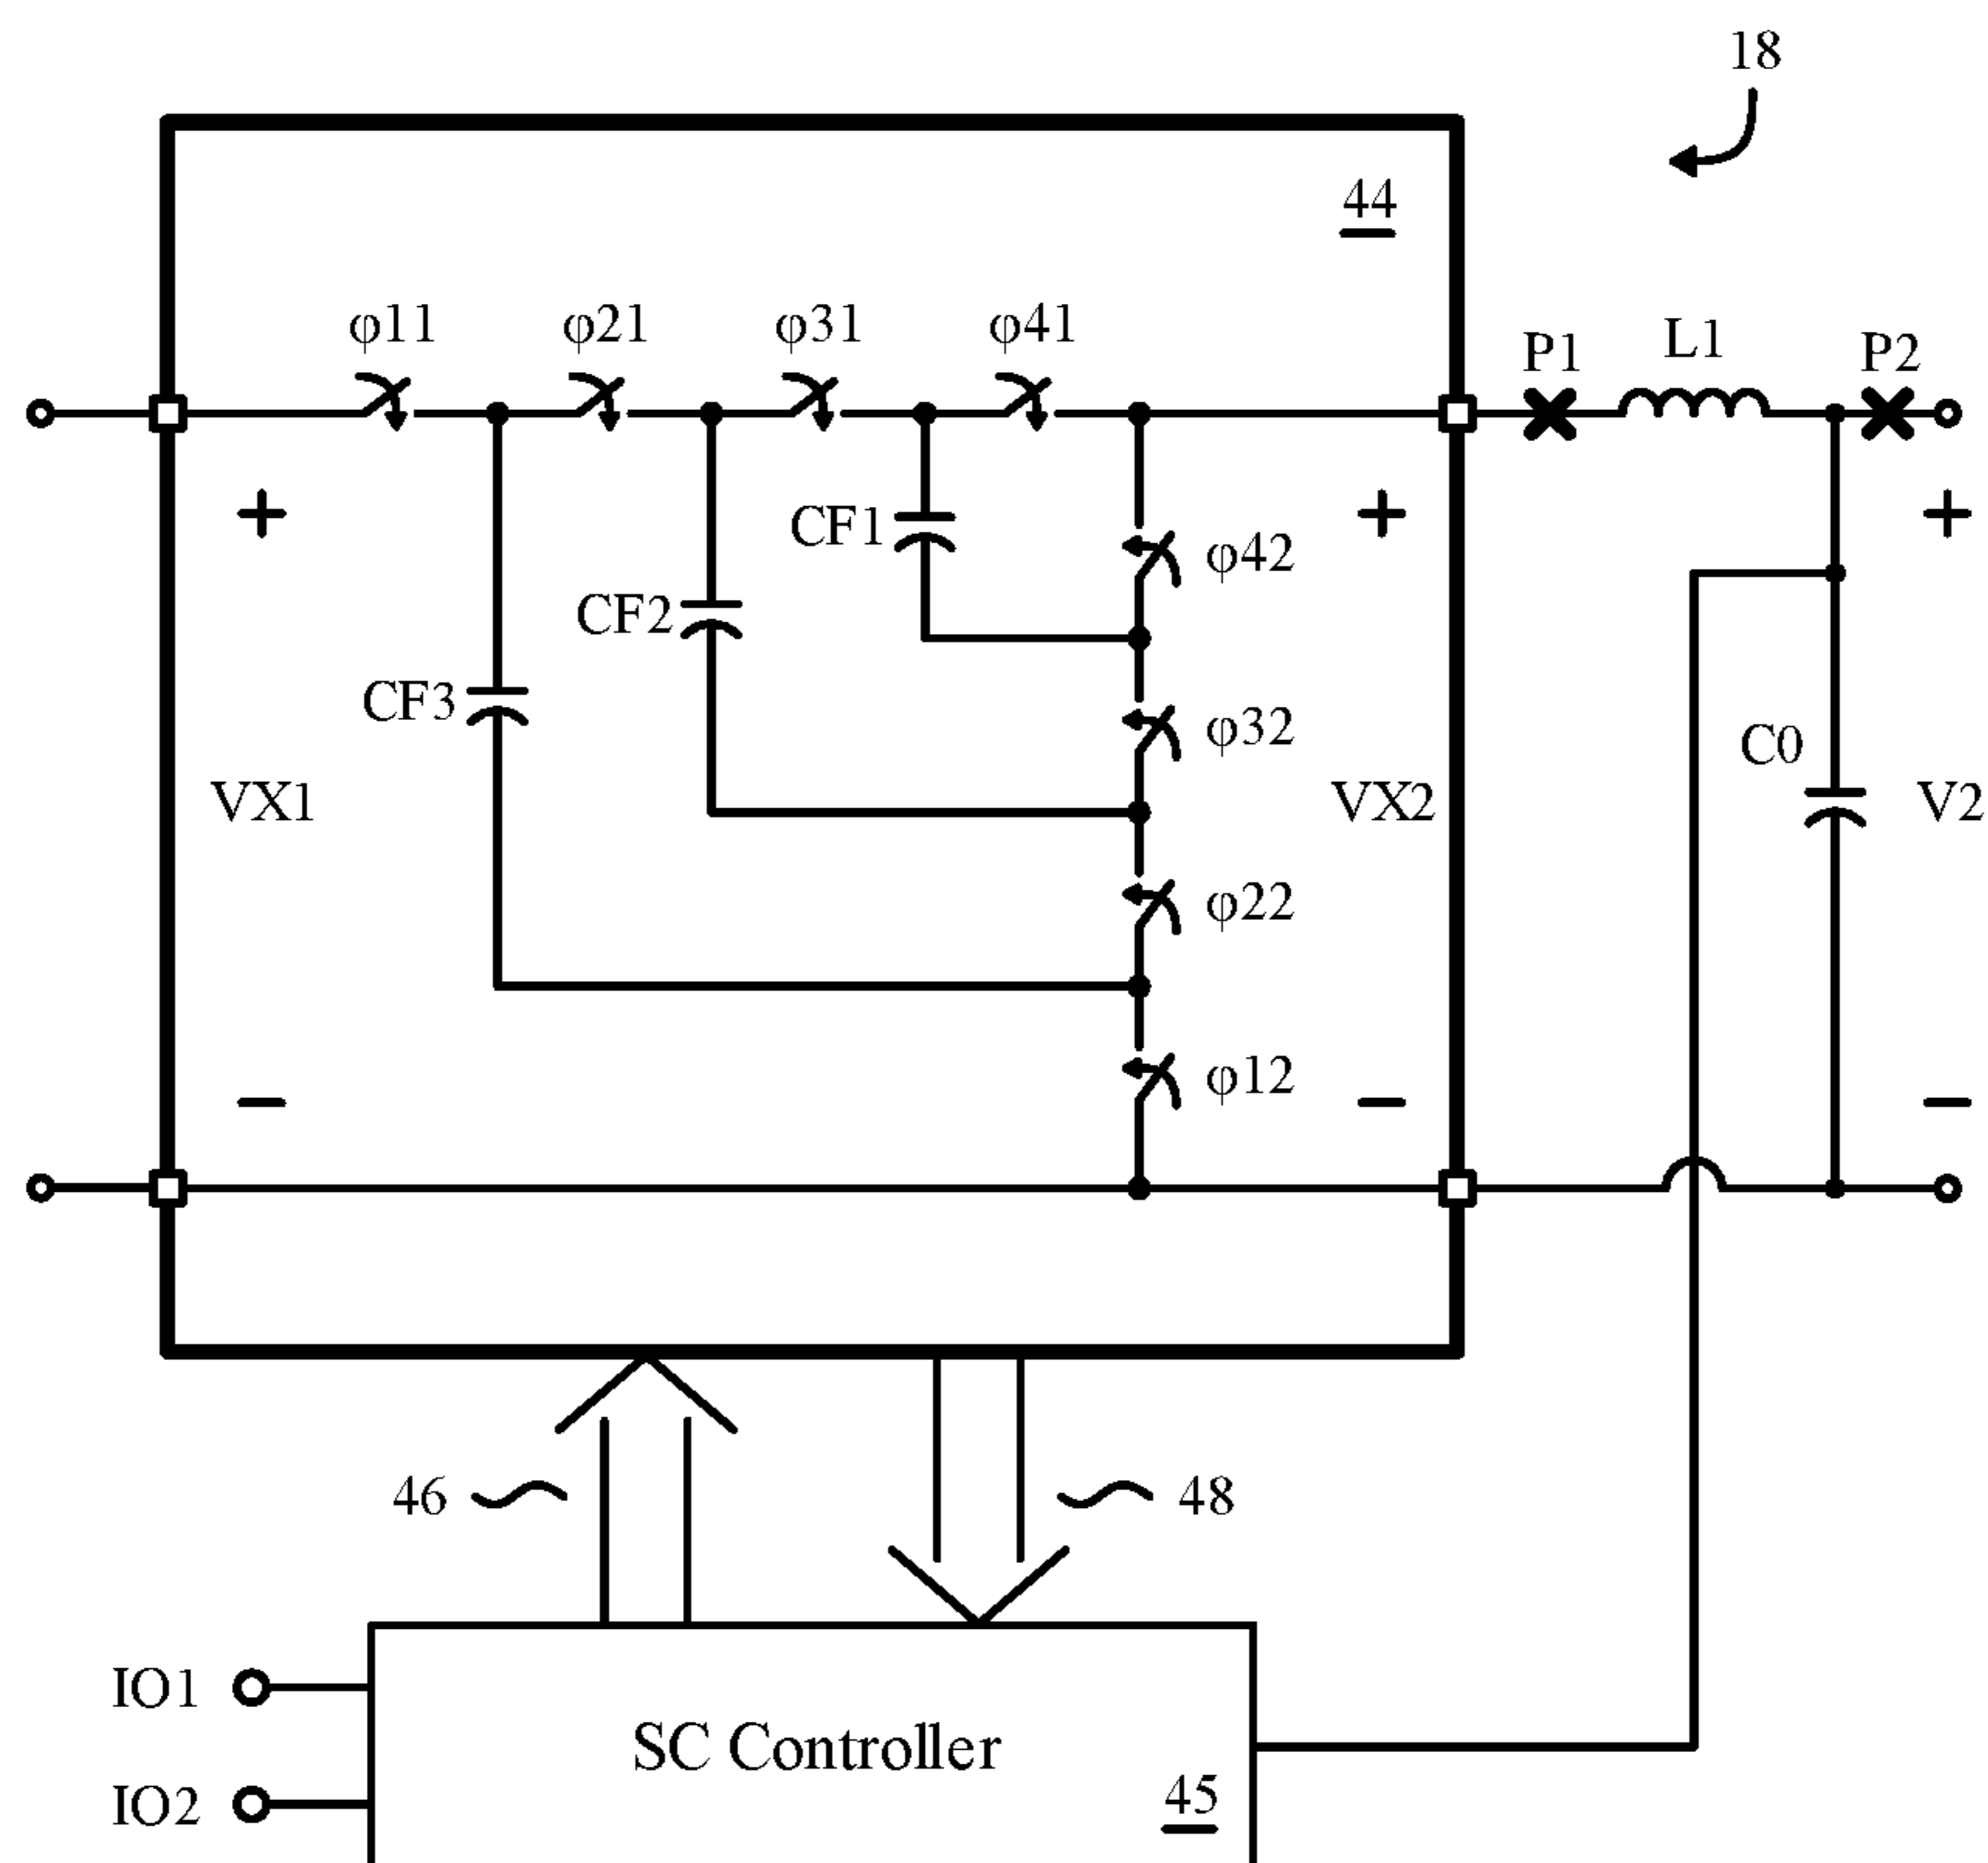 18
44
φ11 φ21 φ31 φ41
P1 L1 P2
+ + +
CF1 φ42
CF2
CF3 φ32
C0
VX1 VX2 V2
φ22
φ12
− − −
46 48
IO1
SC Controller
IO2 45